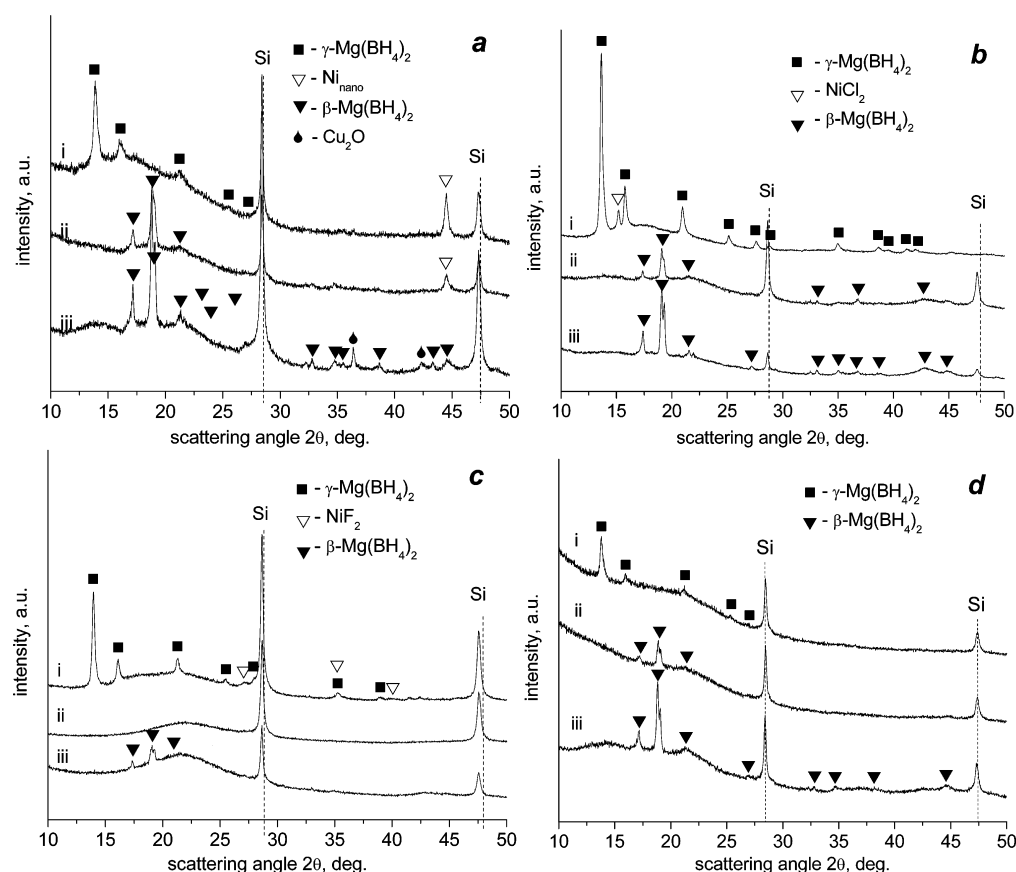 a
■ - γ-Mg(BH₄)₂
▽ - Ni_nano
▼ - β-Mg(BH₄)₂
- Cu₂O
Si
Si
i
ii
iii
intensity, a.u.
10 15 20 25 30 35 40 45 50
scattering angle 2θ, deg.
b
■ - γ-Mg(BH₄)₂
▽ - NiCl₂
▼ - β-Mg(BH₄)₂
Si
Si
i
ii
iii
intensity, a.u.
10 15 20 25 30 35 40 45 50
scattering angle 2θ, deg.
c
■ - γ-Mg(BH₄)₂
▽ - NiF₂
▼ - β-Mg(BH₄)₂
Si
Si
i
ii
iii
intensity, a.u.
10 15 20 25 30 35 40 45 50
scattering angle 2θ, deg.
d
■ - γ-Mg(BH₄)₂
▼ - β-Mg(BH₄)₂
Si
Si
i
ii
iii
intensity, a.u.
10 15 20 25 30 35 40 45 50
scattering angle 2θ, deg.